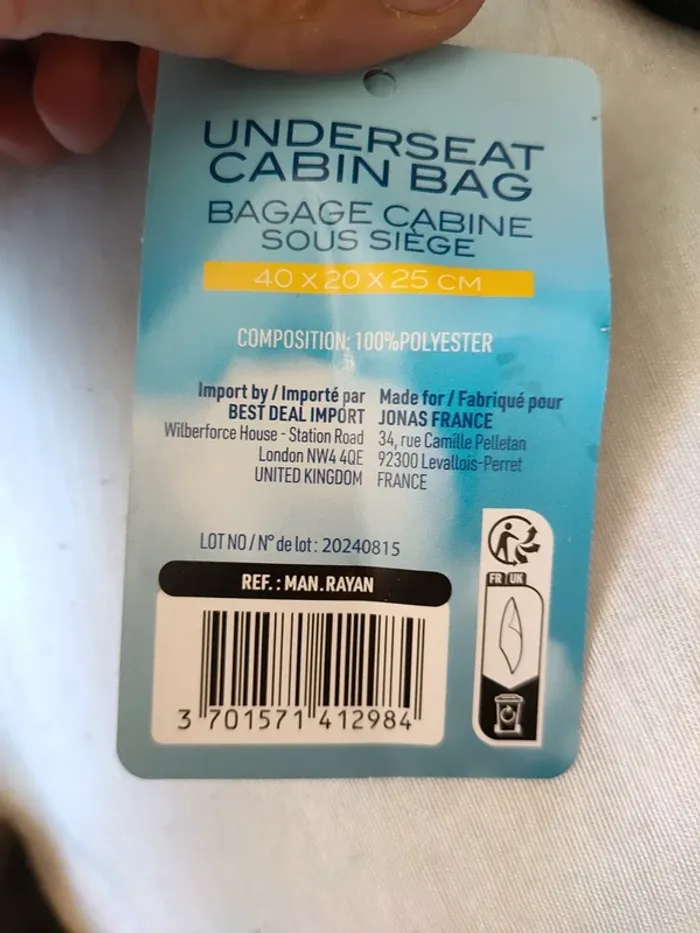 UNDERSEAT
CABIN BAG
BAGAGE CABINE
SOUS SIÈGE
40 X 20 X 25 CM
COMPOSITION: 100%POLYESTER
Import by / Importé par
BEST DEAL IMPORT
Wilberforce House - Station Road
London NW4 4QE
UNITED KINGDOM
Made for / Fabriqué pour
JONAS FRANCE
34, rue Camille Pelletan
92300 Levallois-Perret
FRANCE
LOT NO / N° de lot : 20240815
REF. : MAN.RAYAN
3 701571 412984
FR UK